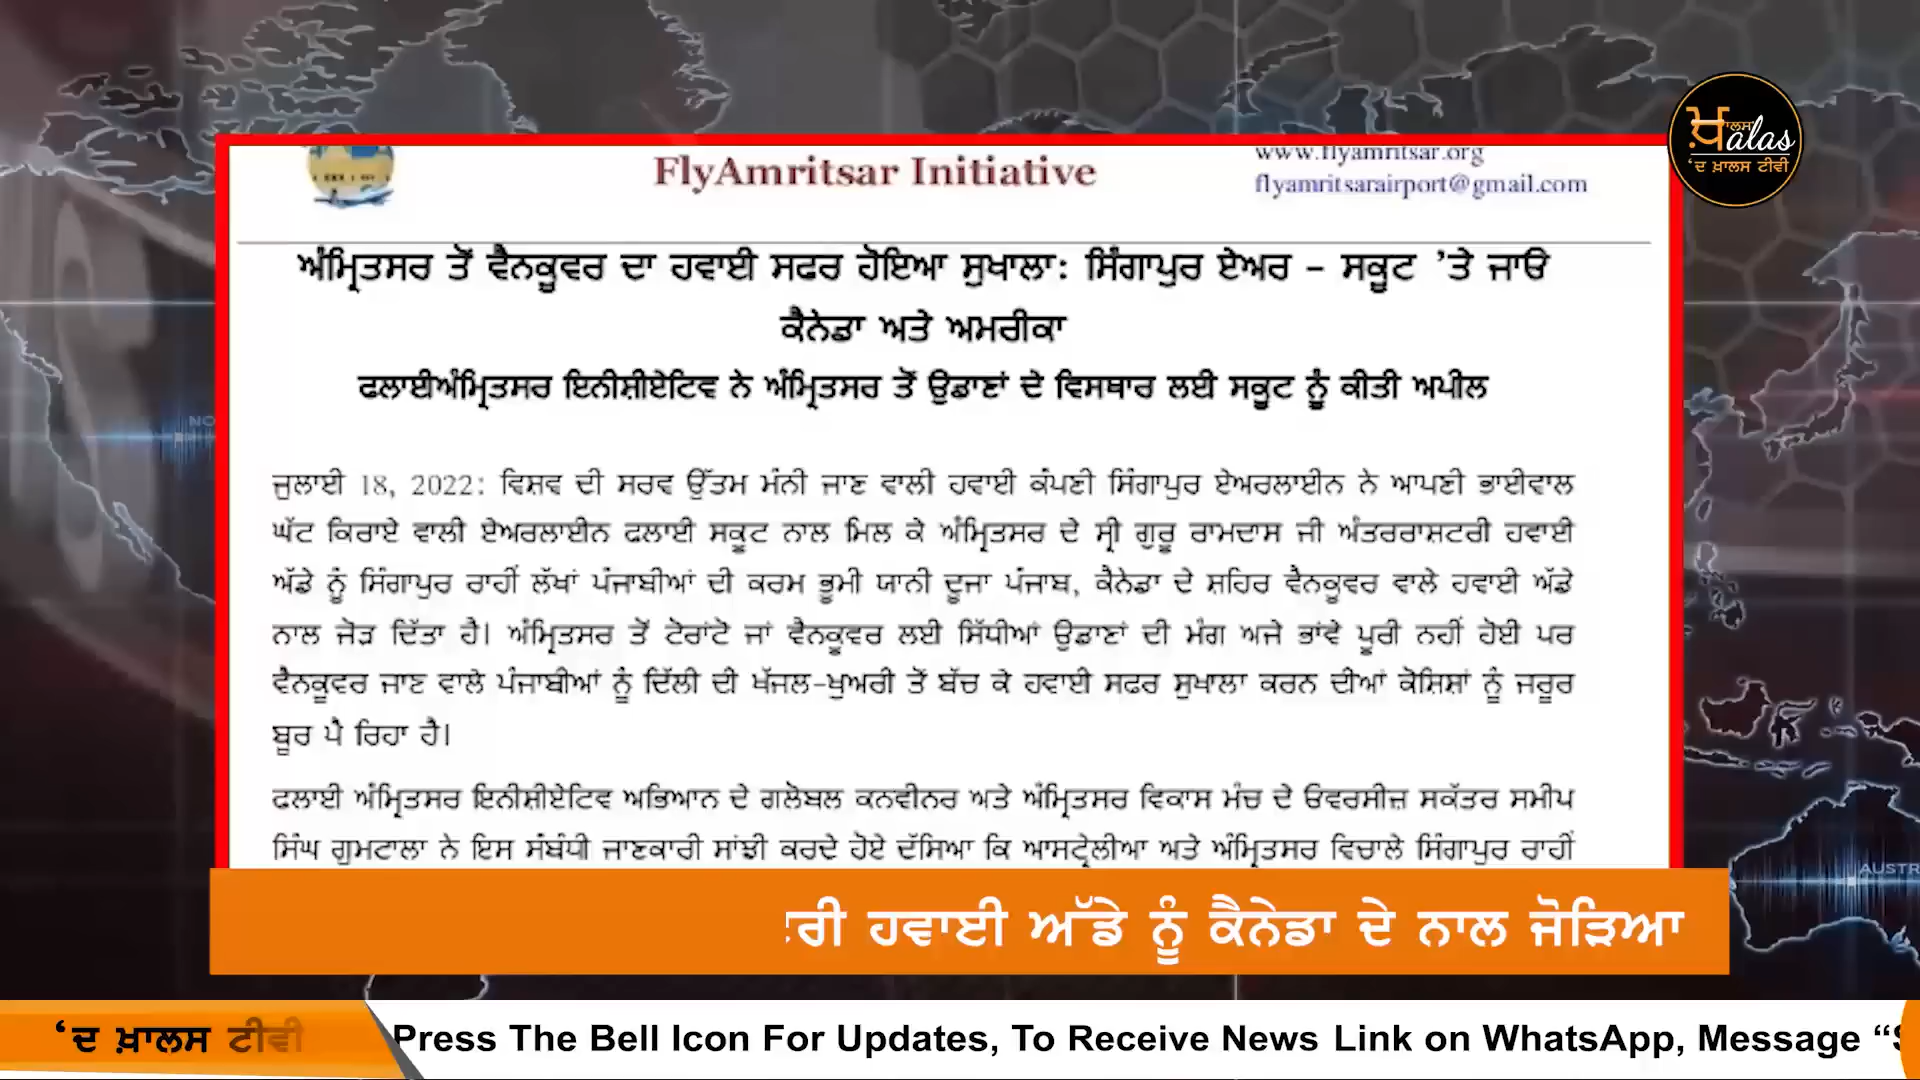 ਖ਼ਾਲਸ
alas
‘ਦ ਖ਼ਾਲਸ ਟੀਵੀ
FlyAmritsar Initiative
www.flyamritsar.org
flyamritsarairport@gmail.com
ਅੰਮ੍ਰਿਤਸਰ ਤੋਂ ਵੈਨਕੂਵਰ ਦਾ ਹਵਾਈ ਸਫਰ ਹੋਇਆ ਸੁਖਾਲਾ: ਸਿੰਗਾਪੁਰ ਏਅਰ – ਸਕੂਟ ’ਤੇ ਜਾਓ
ਕੈਨੇਡਾ ਅਤੇ ਅਮਰੀਕਾ
ਫਲਾਈਅੰਮ੍ਰਿਤਸਰ ਇਨੀਸ਼ੀਏਟਿਵ ਨੇ ਅੰਮ੍ਰਿਤਸਰ ਤੋਂ ਉਡਾਣਾਂ ਦੇ ਵਿਸਥਾਰ ਲਈ ਸਕੂਟ ਨੂੰ ਕੀਤੀ ਅਪੀਲ
ਜੁਲਾਈ 18, 2022: ਵਿਸ਼ਵ ਦੀ ਸਰਵ ਉੱਤਮ ਮੰਨੀ ਜਾਣ ਵਾਲੀ ਹਵਾਈ ਕੰਪਣੀ ਸਿੰਗਾਪੁਰ ਏਅਰਲਾਈਨ ਨੇ ਆਪਣੀ ਭਾਈਵਾਲ
ਘੱਟ ਕਿਰਾਏ ਵਾਲੀ ਏਅਰਲਾਈਨ ਫਲਾਈ ਸਕੂਟ ਨਾਲ ਮਿਲ ਕੇ ਅੰਮ੍ਰਿਤਸਰ ਦੇ ਸ੍ਰੀ ਗੁਰੂ ਰਾਮਦਾਸ ਜੀ ਅੰਤਰਰਾਸ਼ਟਰੀ ਹਵਾਈ
ਅੱਡੇ ਨੂੰ ਸਿੰਗਾਪੁਰ ਰਾਹੀਂ ਲੱਖਾਂ ਪੰਜਾਬੀਆਂ ਦੀ ਕਰਮ ਭੂਮੀ ਯਾਨੀ ਦੂਜਾ ਪੰਜਾਬ, ਕੈਨੇਡਾ ਦੇ ਸ਼ਹਿਰ ਵੈਨਕੂਵਰ ਵਾਲੇ ਹਵਾਈ ਅੱਡੇ
ਨਾਲ ਜੋੜ ਦਿੱਤਾ ਹੈ। ਅੰਮ੍ਰਿਤਸਰ ਤੋਂ ਟੋਰਾਂਟੋ ਜਾਂ ਵੈਨਕੂਵਰ ਲਈ ਸਿੱਧੀਆਂ ਉਡਾਣਾਂ ਦੀ ਮੰਗ ਅਜੇ ਭਾਂਵੇ ਪੂਰੀ ਨਹੀਂ ਹੋਈ ਪਰ
ਵੈਨਕੂਵਰ ਜਾਣ ਵਾਲੇ ਪੰਜਾਬੀਆਂ ਨੂੰ ਦਿੱਲੀ ਦੀ ਖੱਜਲ-ਖੁਆਰੀ ਤੋਂ ਬੱਚ ਕੇ ਹਵਾਈ ਸਫਰ ਸੁਖਾਲਾ ਕਰਨ ਦੀਆਂ ਕੋਸ਼ਿਸ਼ਾਂ ਨੂੰ ਜਰੂਰ
ਬੂਰ ਪੈ ਰਿਹਾ ਹੈ।
ਫਲਾਈ ਅੰਮ੍ਰਿਤਸਰ ਇਨੀਸ਼ੀਏਟਿਵ ਅਭਿਆਨ ਦੇ ਗਲੋਬਲ ਕਨਵੀਨਰ ਅਤੇ ਅੰਮ੍ਰਿਤਸਰ ਵਿਕਾਸ ਮੰਚ ਦੇ ਓਵਰਸੀਜ਼ ਸਕੱਤਰ ਸਮੀਪ
ਸਿੰਘ ਗੁਮਟਾਲਾ ਨੇ ਇਸ ਸੰਬੰਧੀ ਜਾਣਕਾਰੀ ਸਾਂਝੀ ਕਰਦੇ ਹੋਏ ਦੱਸਿਆ ਕਿ ਆਸਟ੍ਰੇਲੀਆ ਅਤੇ ਅੰਮ੍ਰਿਤਸਰ ਵਿਚਾਲੇ ਸਿੰਗਾਪੁਰ ਰਾਹੀਂ
ਰੀ ਹਵਾਈ ਅੱਡੇ ਨੂੰ ਕੈਨੇਡਾ ਦੇ ਨਾਲ ਜੋੜਿਆ
‘ਦ ਖ਼ਾਲਸ ਟੀਵੀ
Press The Bell Icon For Updates, To Receive News Link on WhatsApp, Message “